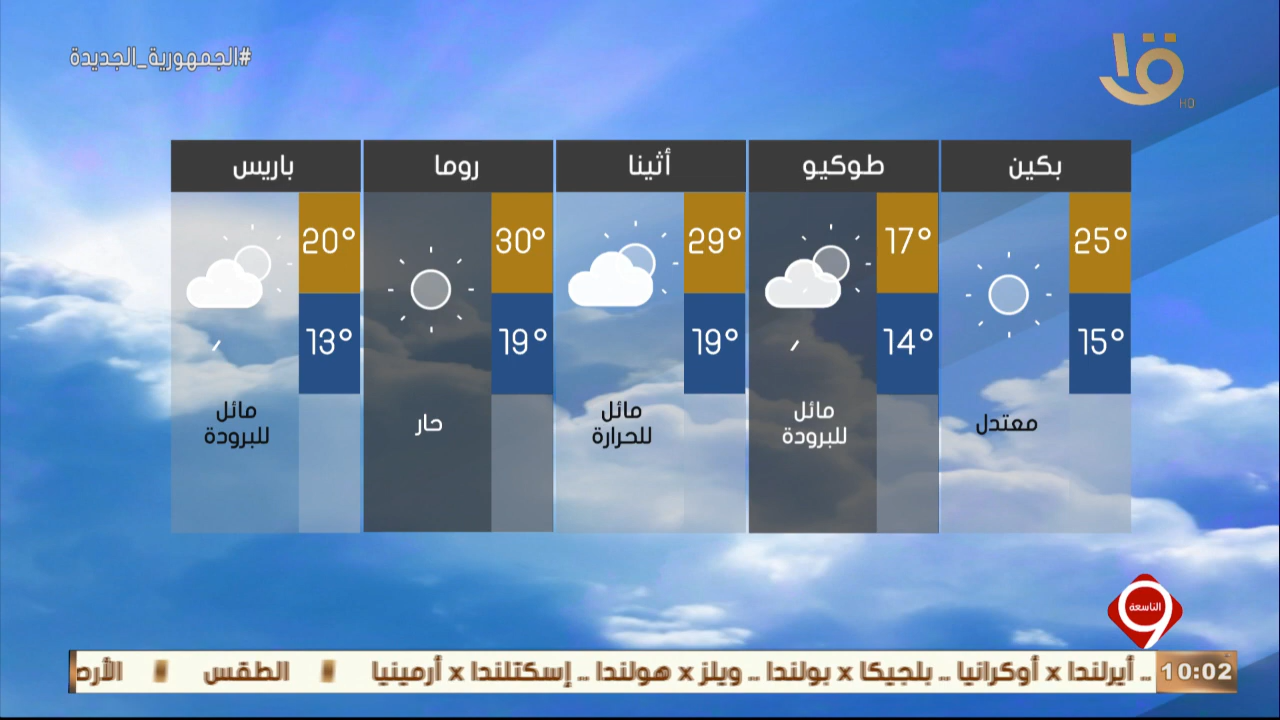 #الجمهورية_الجديدة
HD
بكين
25°
15°
معتدل
طوكيو
17°
14°
مائل
للبرودة
أثينا
29°
19°
مائل
للحرارة
روما
30°
19°
حار
باريس
20°
13°
مائل
للبرودة
التاسعة
9
10:02
.. أيرلندا x أوكرانيا .. بلجيكا x بولندا .. ويلز x هولندا .. إسكتلندا x أرمينيا
الطقس